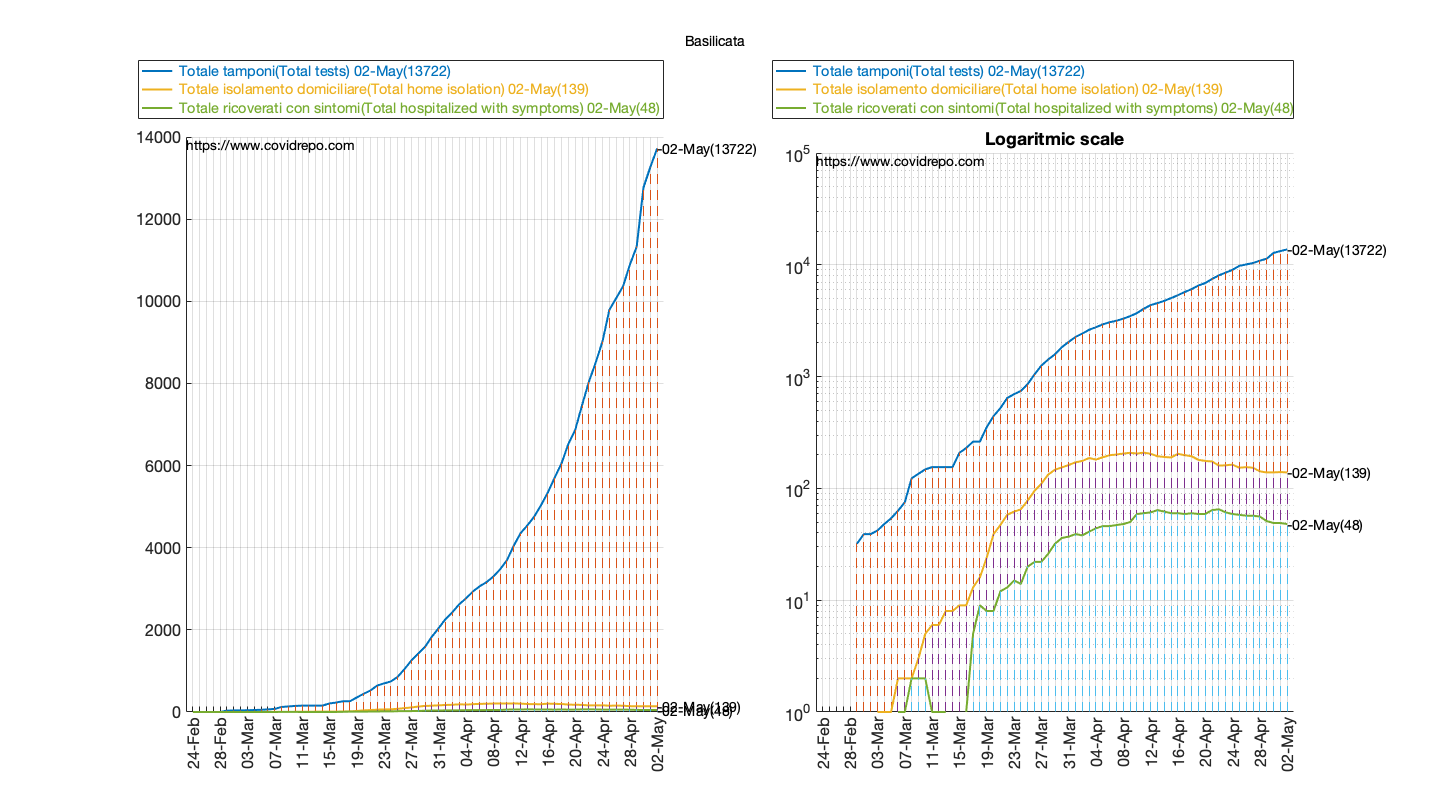 Basilicata
Totale tamponi(Total tests) 02-May(13722)
Totale isolamento domiciliare(Total home isolation) 02-May(139)
Totale ricoverati con sintomi(Total hospitalized with symptoms) 02-May(48)
14000
12000
10000
8000
6000
4000
2000
0
https://www.covidrepo.com
02-May(13722)
02-May(139)
02-May(48)
24-Feb
28-Feb
03-Mar
07-Mar
11-Mar
15-Mar
19-Mar
23-Mar
27-Mar
31-Mar
04-Apr
08-Apr
12-Apr
16-Apr
20-Apr
24-Apr
28-Apr
02-May
Totale tamponi(Total tests) 02-May(13722)
Totale isolamento domiciliare(Total home isolation) 02-May(139)
Totale ricoverati con sintomi(Total hospitalized with symptoms) 02-May(48)
Logaritmic scale
10^5
10^4
10^3
10^2
10^1
10^0
https://www.covidrepo.com
02-May(13722)
02-May(139)
02-May(48)
24-Feb
28-Feb
03-Mar
07-Mar
11-Mar
15-Mar
19-Mar
23-Mar
27-Mar
31-Mar
04-Apr
08-Apr
12-Apr
16-Apr
20-Apr
24-Apr
28-Apr
02-May